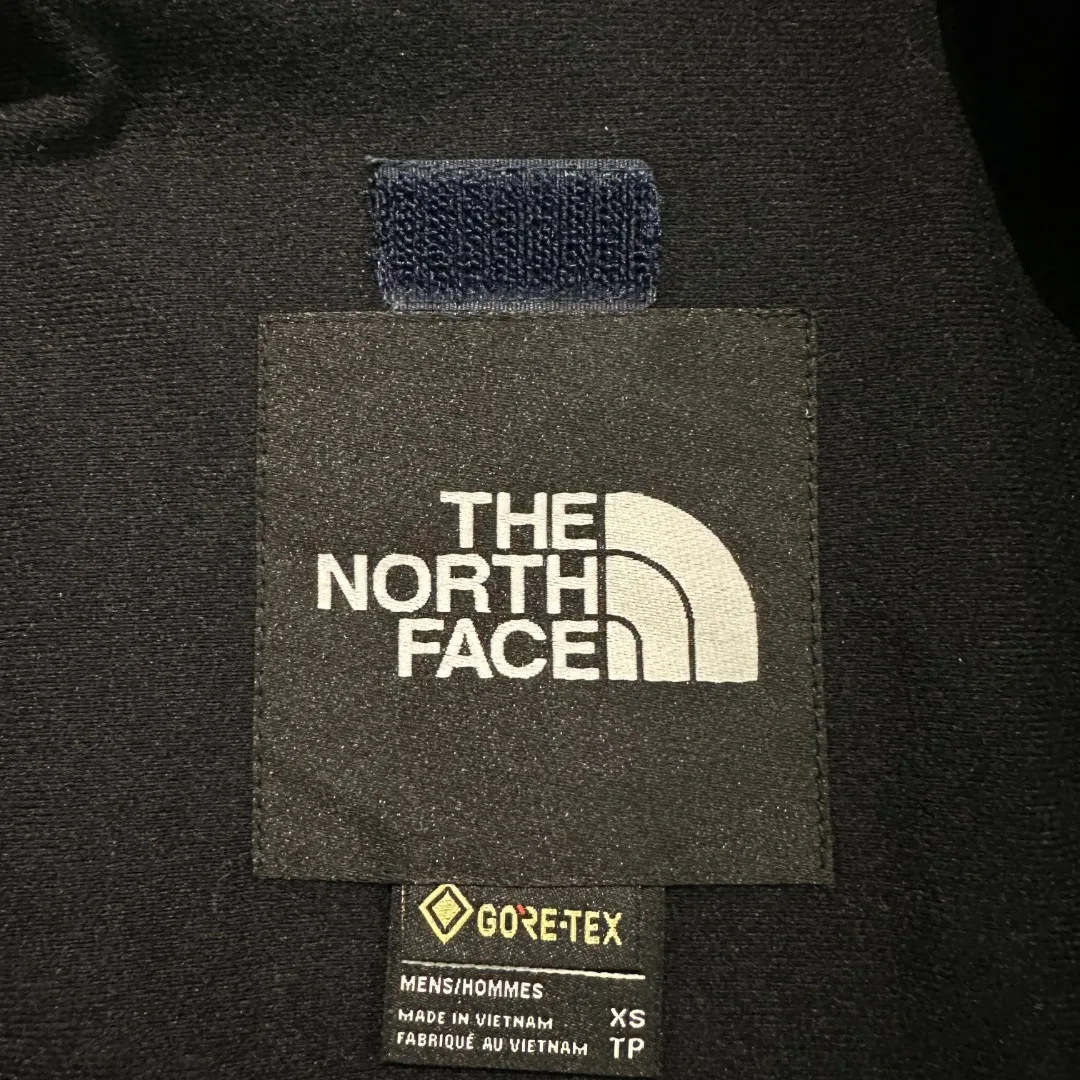 THE
NORTH
FACE
GORE-TEX
MENS/HOMMES
MADE IN VIETNAM XS
FABRIQUÉ AU VIETNAM TP